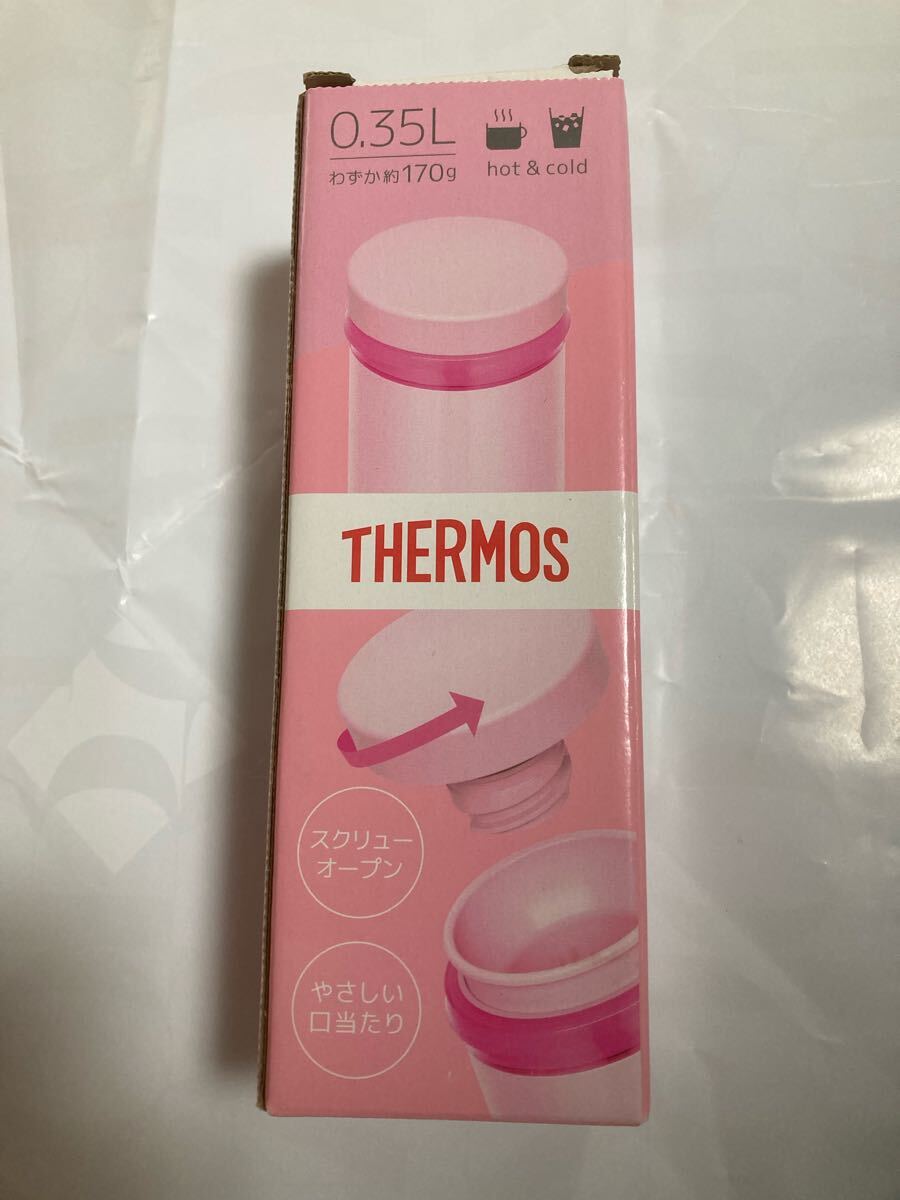 0.35L
わずか約170g
hot & cold
THERMOS
スクリュー
オープン
やさしい
口当たり